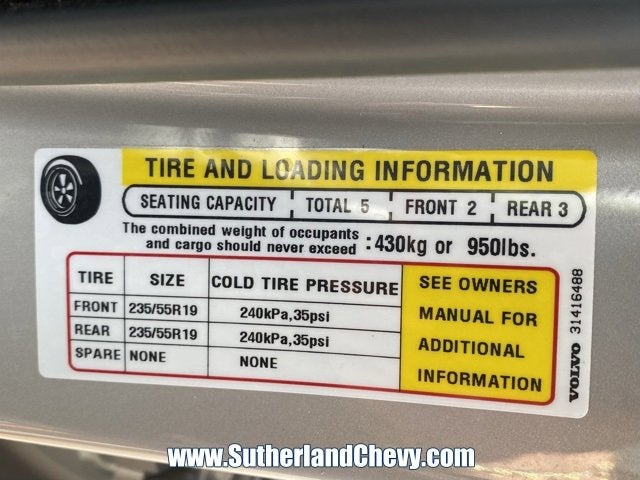 TIRE AND LOADING INFORMATION
SEATING CAPACITY TOTAL 5 FRONT 2 REAR 3
The combined weight of occupants
and cargo should never exceed : 430kg or 950lbs.
TIRE SIZE COLD TIRE PRESSURE
FRONT 235/55R19 240kPa,35psi
REAR 235/55R19 240kPa,35psi
SPARE NONE NONE
SEE OWNERS
MANUAL FOR
ADDITIONAL
INFORMATION
VOLVO 31416488
www.SutherlandChevy.com